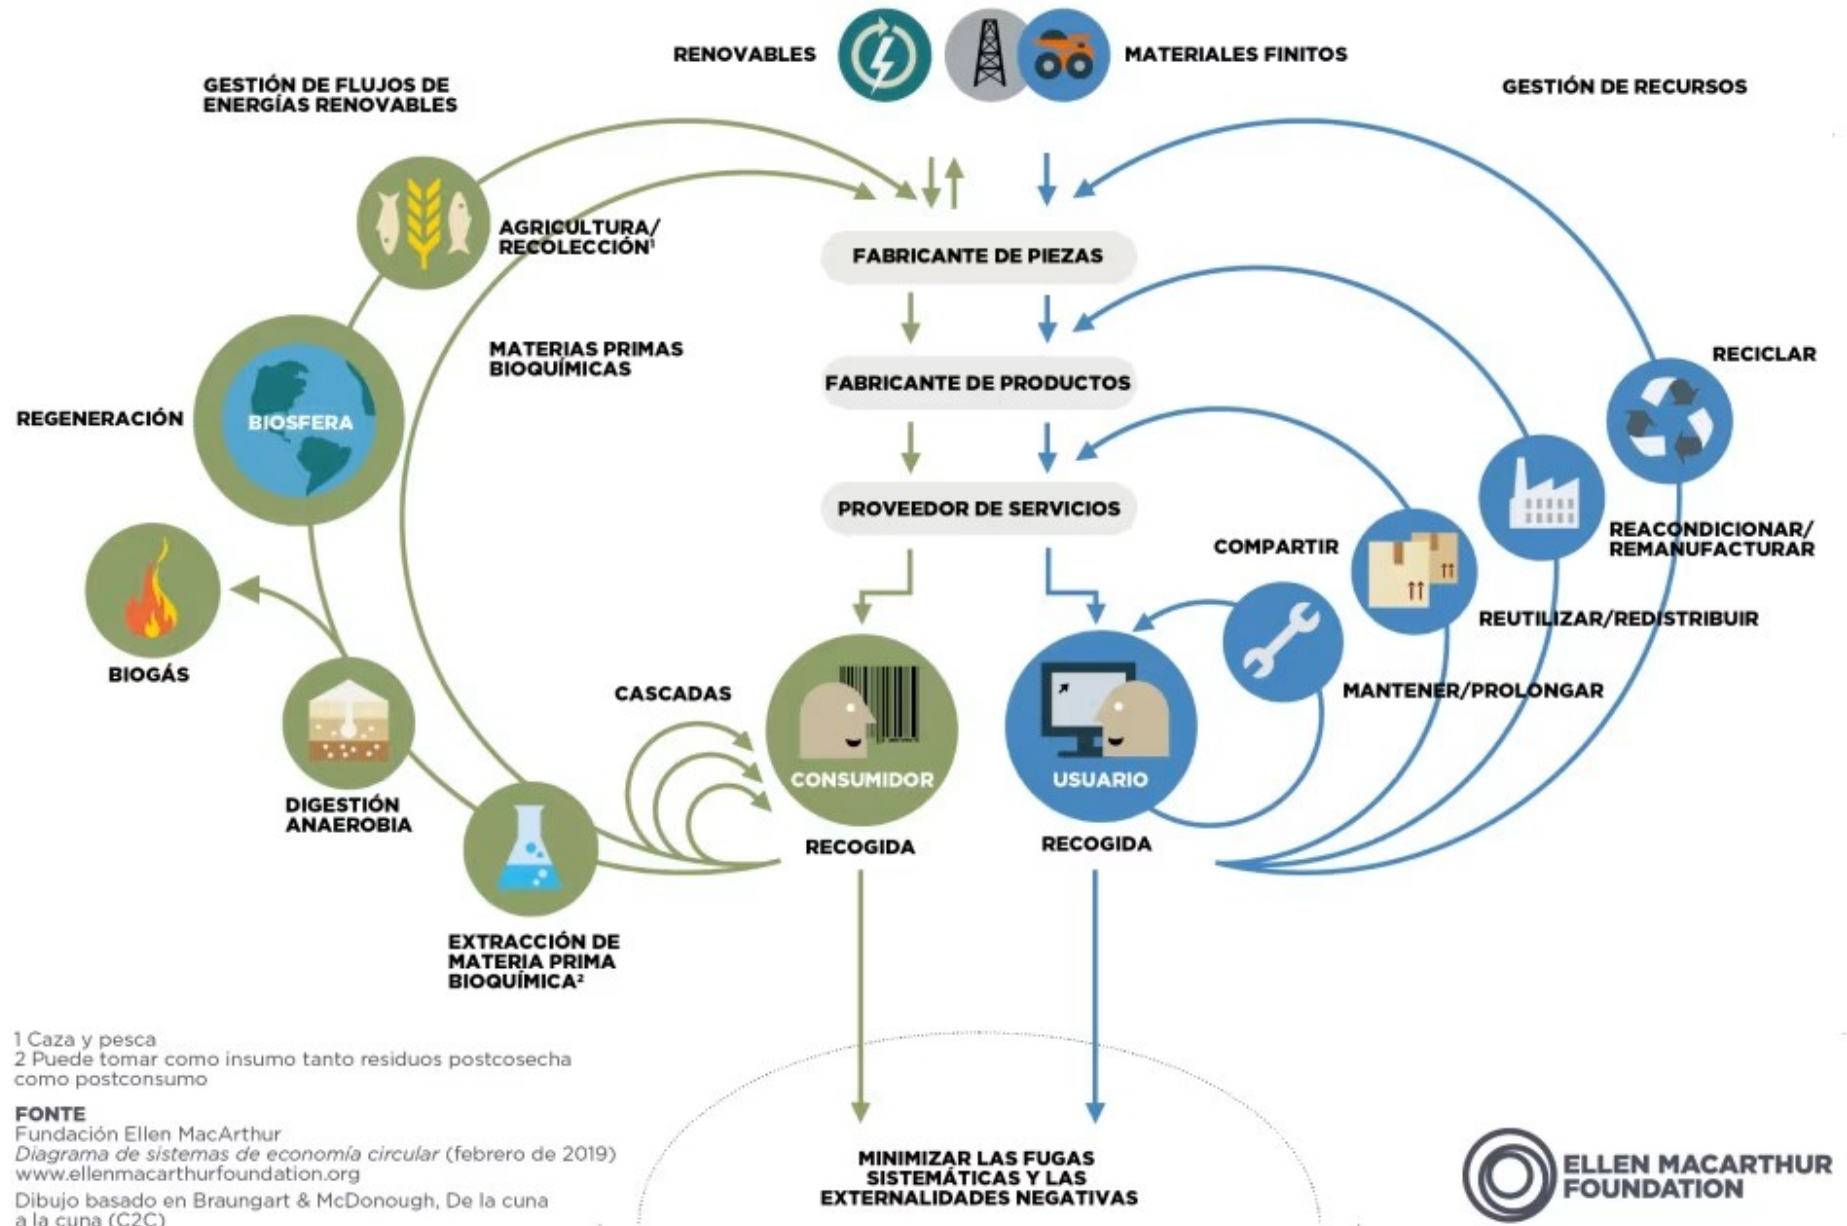 RENOVABLES
MATERIALES FINITOS
GESTIÓN DE FLUJOS DE
ENERGÍAS RENOVABLES
GESTIÓN DE RECURSOS
AGRICULTURA/
RECOLECCIÓN¹
FABRICANTE DE PIEZAS
MATERIAS PRIMAS
BIOQUÍMICAS
RECICLAR
FABRICANTE DE PRODUCTOS
REGENERACIÓN
BIOSFERA
PROVEEDOR DE SERVICIOS
REACONDICIONAR/
REMANUFACTURAR
COMPARTIR
REUTILIZAR/REDISTRIBUIR
BIOGÁS
CASCADAS
MANTENER/PROLONGAR
CONSUMIDOR
USUARIO
DIGESTIÓN
ANAEROBIA
RECOGIDA
RECOGIDA
EXTRACCIÓN DE
MATERIA PRIMA
BIOQUÍMICA²
1 Caza y pesca
2 Puede tomar como insumo tanto residuos postcosecha
como postconsumo
FONTE
Fundación Ellen MacArthur
Diagrama de sistemas de economía circular (febrero de 2019)
www.ellenmacarthurfoundation.org
Dibujo basado en Braungart & McDonough, De la cuna
a la cuna (C2C)
MINIMIZAR LAS FUGAS
SISTEMÁTICAS Y LAS
EXTERNALIDADES NEGATIVAS
ELLEN MACARTHUR
FOUNDATION